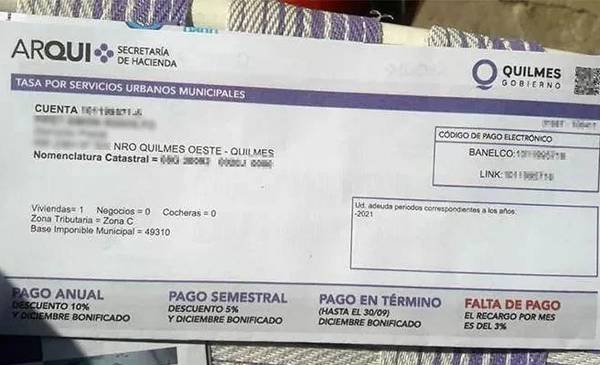 ARQUI SECRETARÍA
DE HACIENDA
QUILMES
GOBIERNO
TASA POR SERVICIOS URBANOS MUNICIPALES
CUENTA
NRO QUILMES OESTE - QUILMES
Nomenclatura Catastral =
CÓDIGO DE PAGO ELECTRÓNICO
BANELCO:
LINK:
Viviendas= 1 Negocios = 0 Cocheras = 0
Zona Tributaria = Zona C
Base Imponible Municipal = 49310
Ud. adeuda periodos correspondientes a los años:
-2021
PAGO ANUAL
DESCUENTO 10%
Y DICIEMBRE BONIFICADO
PAGO SEMESTRAL
DESCUENTO 5%
Y DICIEMBRE BONIFICADO
PAGO EN TÉRMINO
(HASTA EL 30/09)
DICIEMBRE BONIFICADO
FALTA DE PAGO
EL RECARGO POR MES
ES DEL 3%